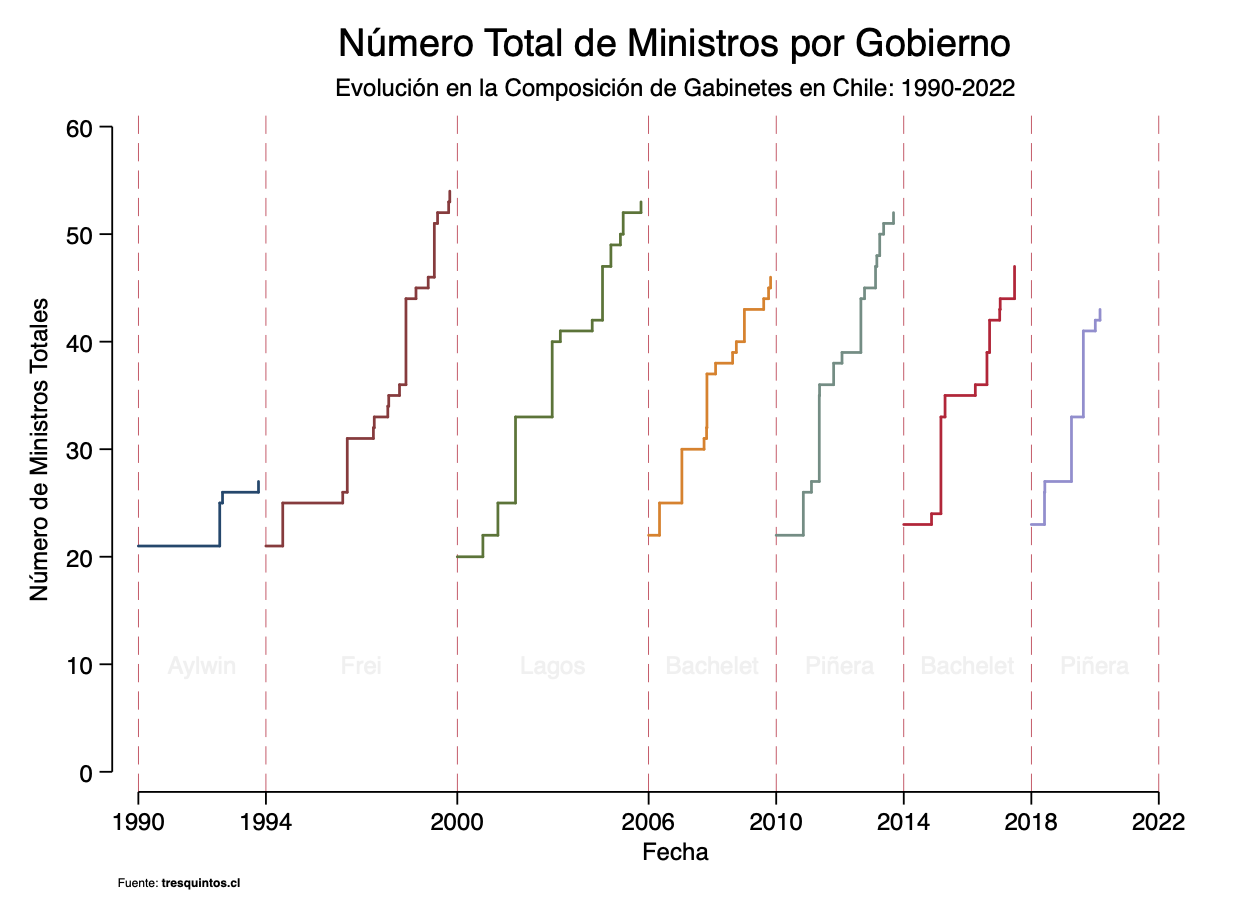 Número Total de Ministros por Gobierno
Evolución en la Composición de Gabinetes en Chile: 1990-2022
60
50
40
30
20
10
0
Número de Ministros Totales
Aylwin Frei Lagos Bachelet Piñera Bachelet Piñera
1990 1994 2000 2006 2010 2014 2018 2022
Fecha
Fuente: tresquintos.cl